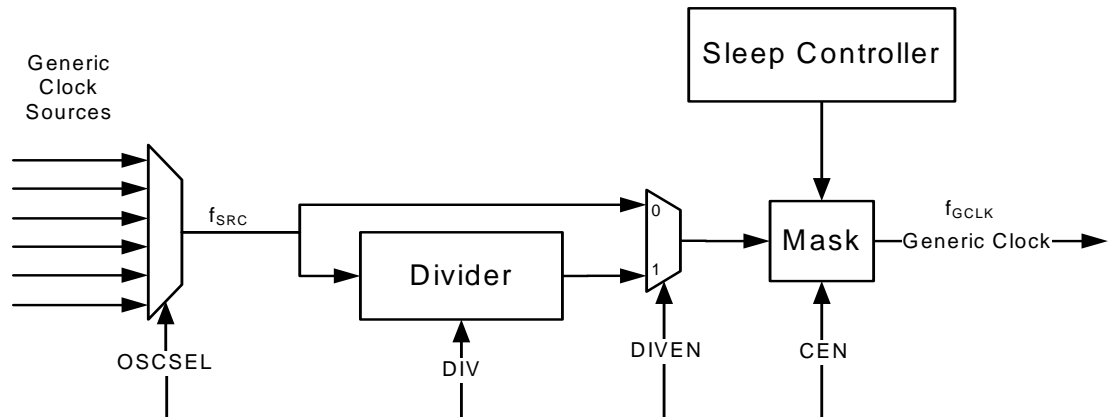 Sleep Controller
Generic
Clock
Sources
fSRC
0
fGCLK
Mask
Generic Clock
Divider
1
OSCSEL
DIV
DIVEN
CEN